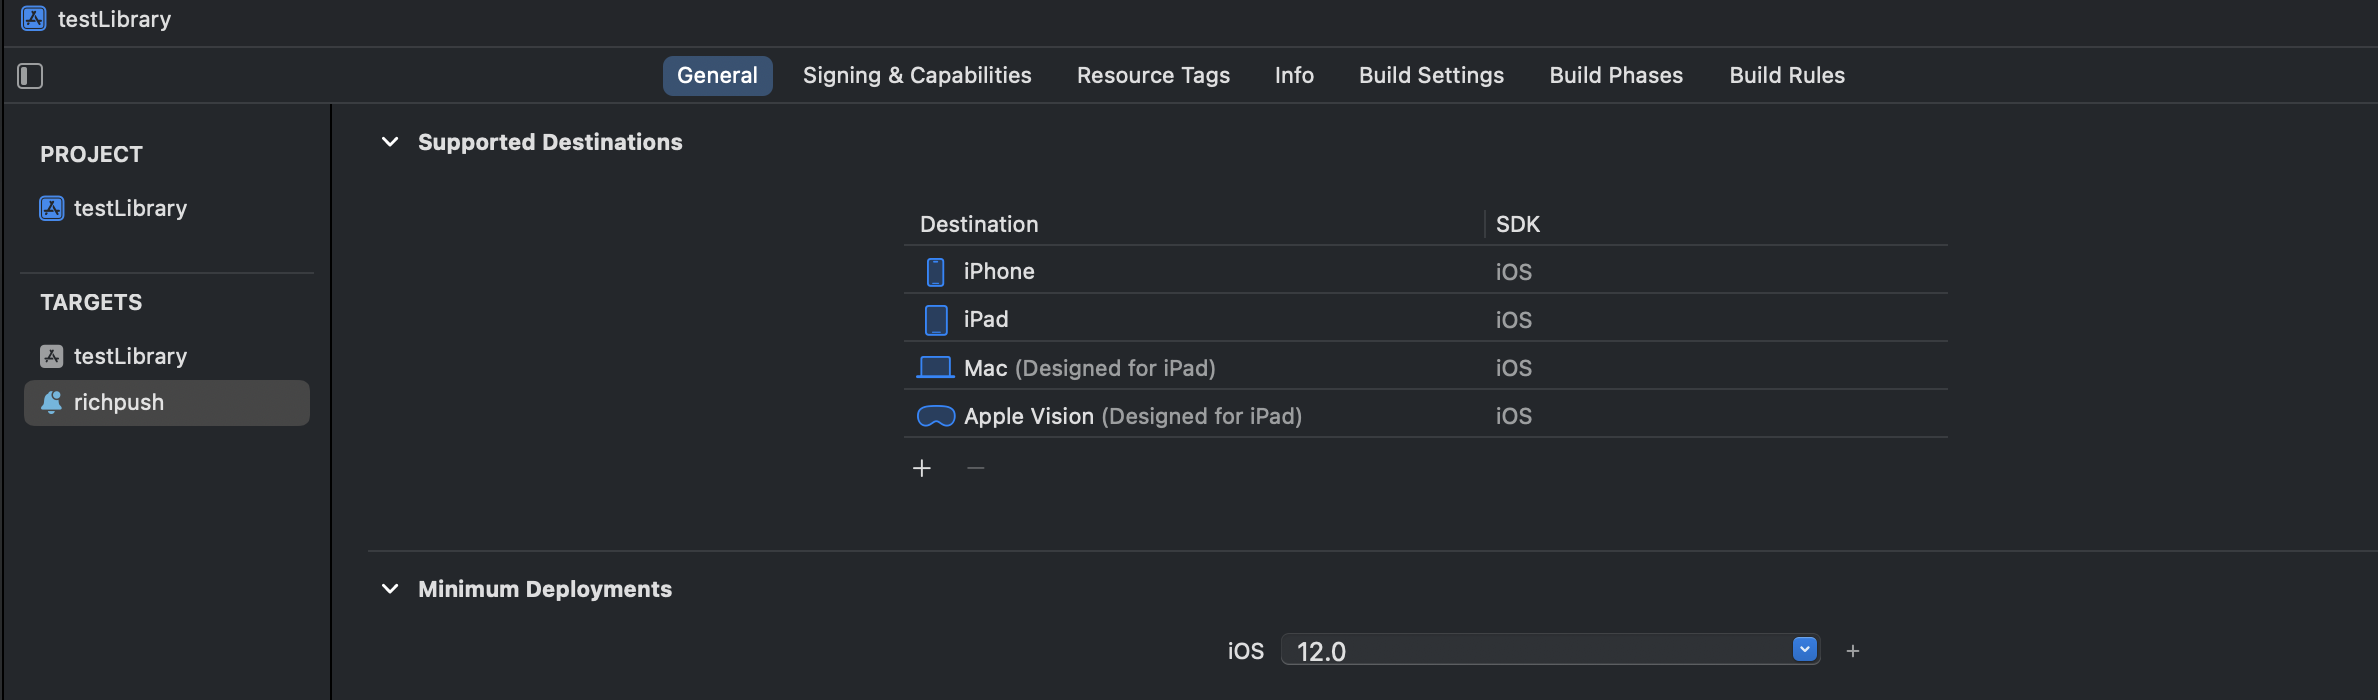 testLibrary
General Signing & Capabilities Resource Tags Info Build Settings Build Phases Build Rules
PROJECT
testLibrary
TARGETS
testLibrary
richpush
Supported Destinations
Destination SDK
iPhone iOS
iPad iOS
Mac (Designed for iPad) iOS
Apple Vision (Designed for iPad) iOS
Minimum Deployments
iOS 12.0